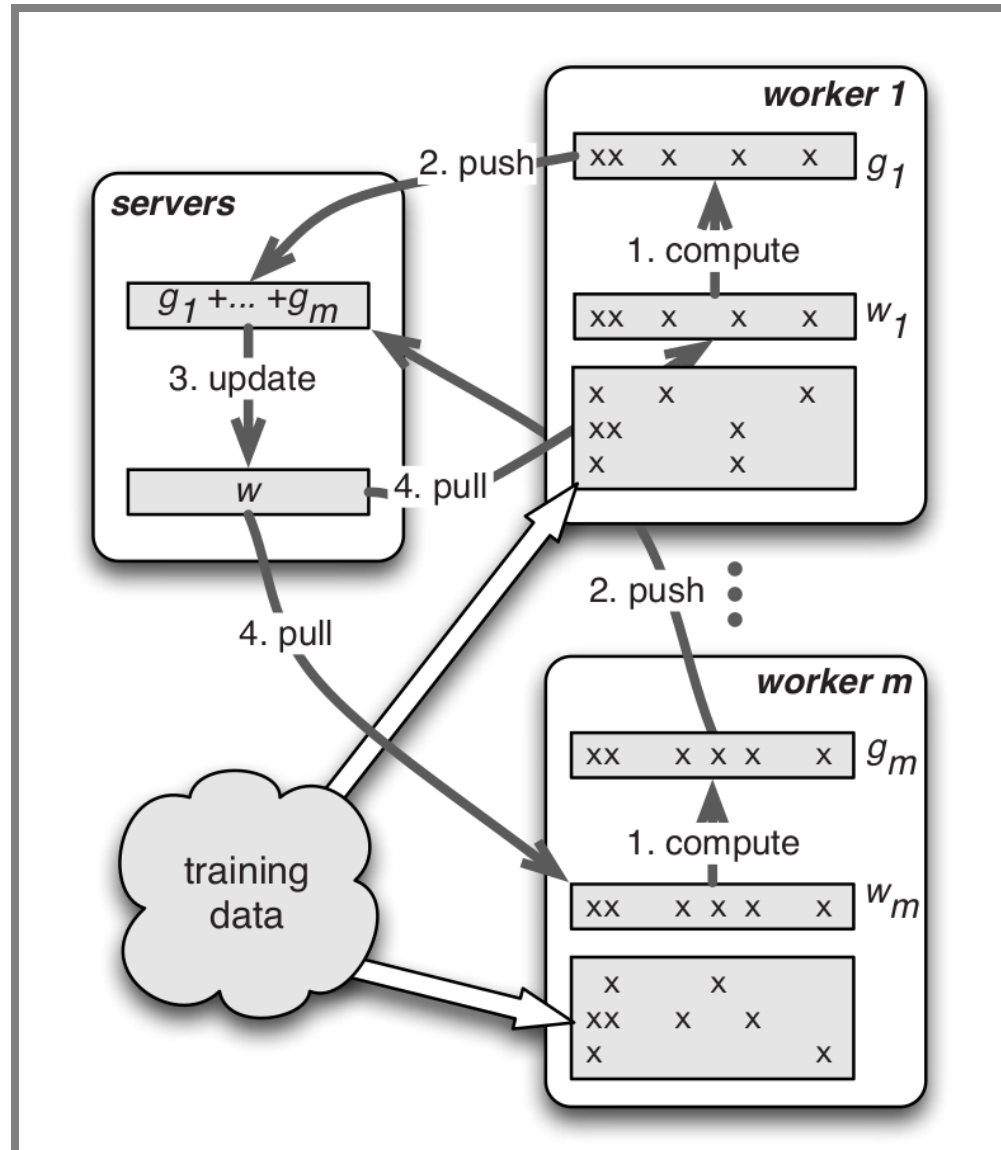 worker 1
xx x x x
g1
2. push
servers
1. compute
g1 +... +gm
xx x x x
w1
3. update
x x x
xx x
x x
w
4. pull
2. push
4. pull
worker m
xx x x x x
gm
1. compute
training
data
xx x x x x
wm
x x
xx x x
x x